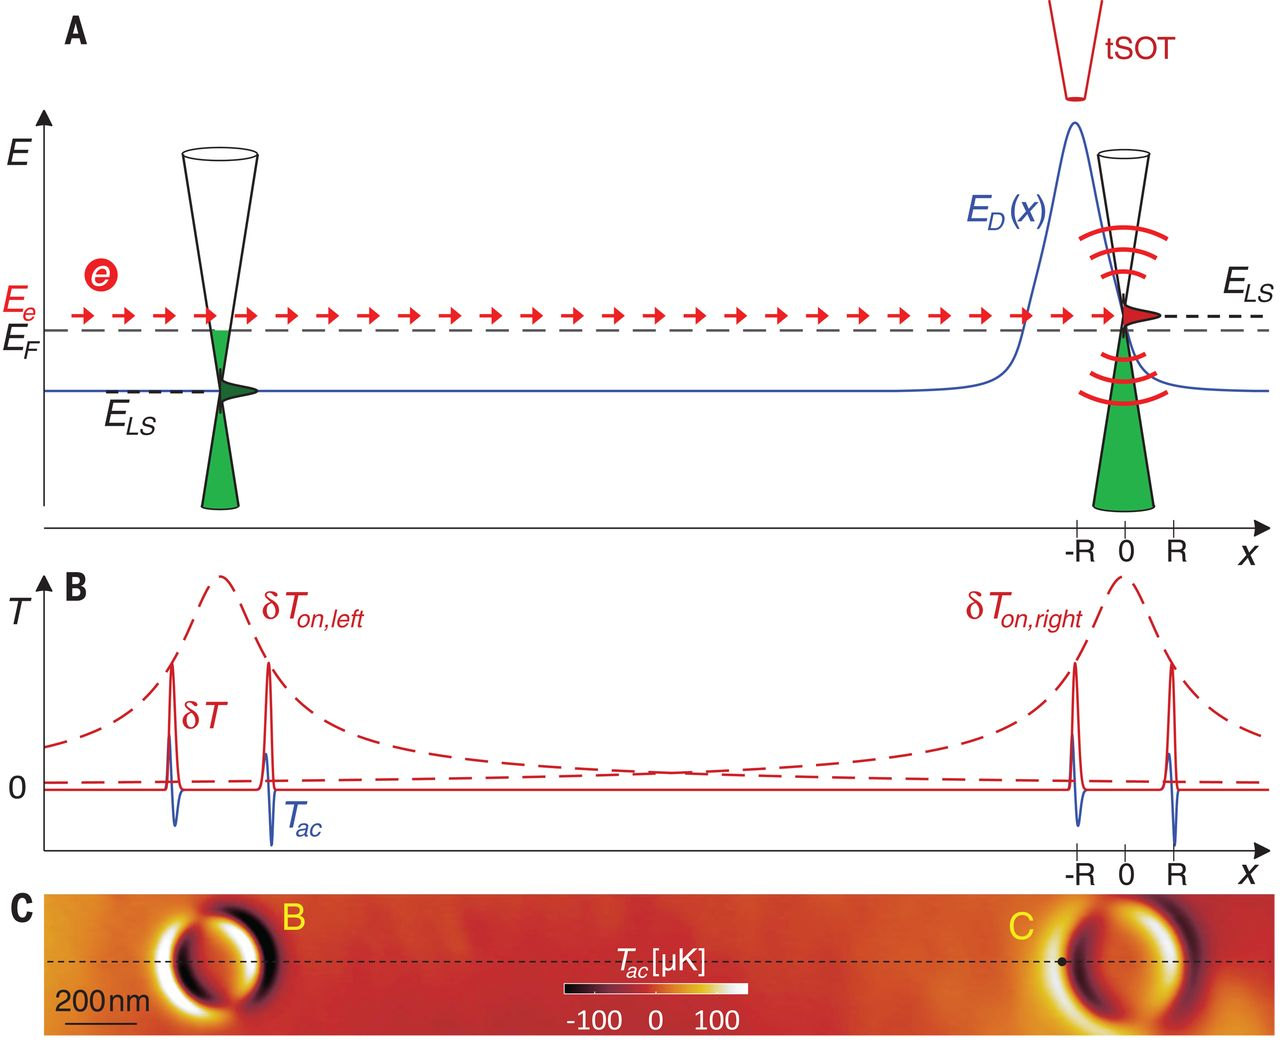 A
tSOT
E
E_D(x)
e
E_e
E_LS
E_F
E_LS
-R 0 R x
B
T
δT_on,left
δT_on,right
δT
0
T_ac
-R 0 R x
C
B
C
T_ac [µK]
200nm
-100 0 100